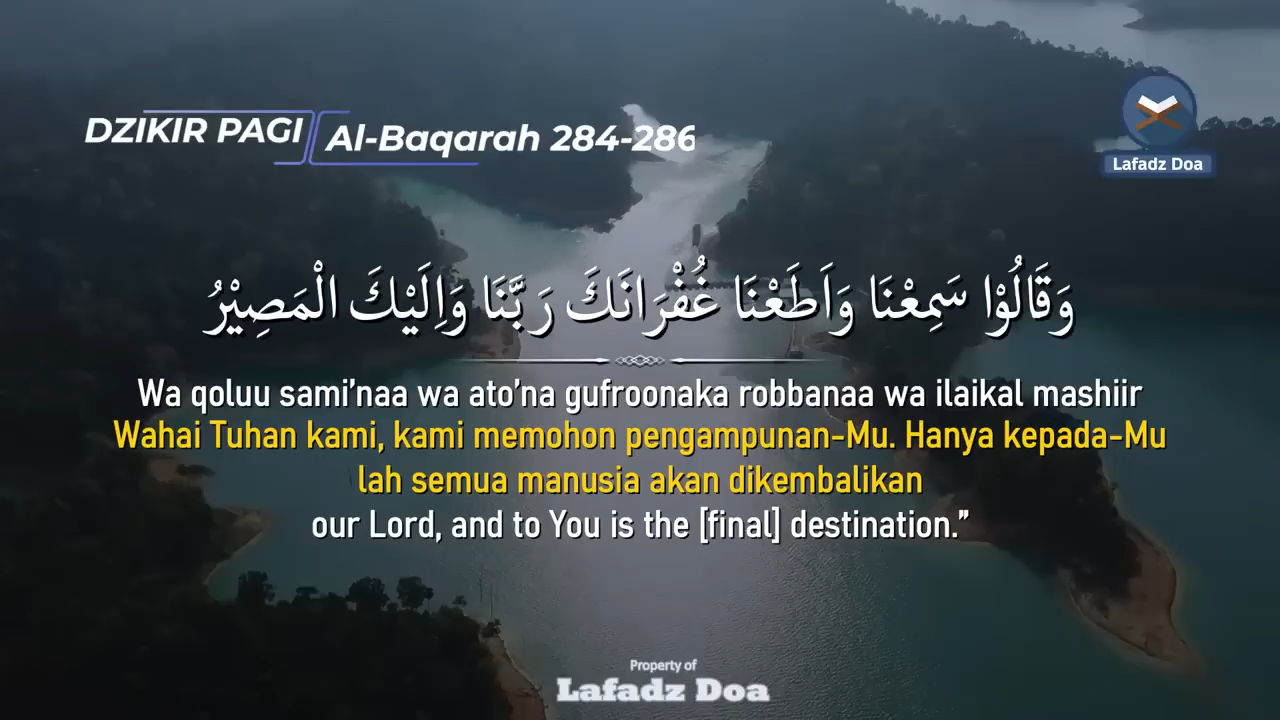 DZIKIR PAGI
Al-Baqarah 284-286
Lafadz Doa
وَقَالُوْا سَمِعْنَا وَاَطَعْنَا غُفْرَانَكَ رَبَّنَا وَاِلَيْكَ الْمَصِيْرُ
Wa qoluu sami’naa wa ato’na gufroonaka robbanaa wa ilaikal mashiir
Wahai Tuhan kami, kami memohon pengampunan-Mu. Hanya kepada-Mu
lah semua manusia akan dikembalikan
our Lord, and to You is the [final] destination.”
Property of
Lafadz Doa